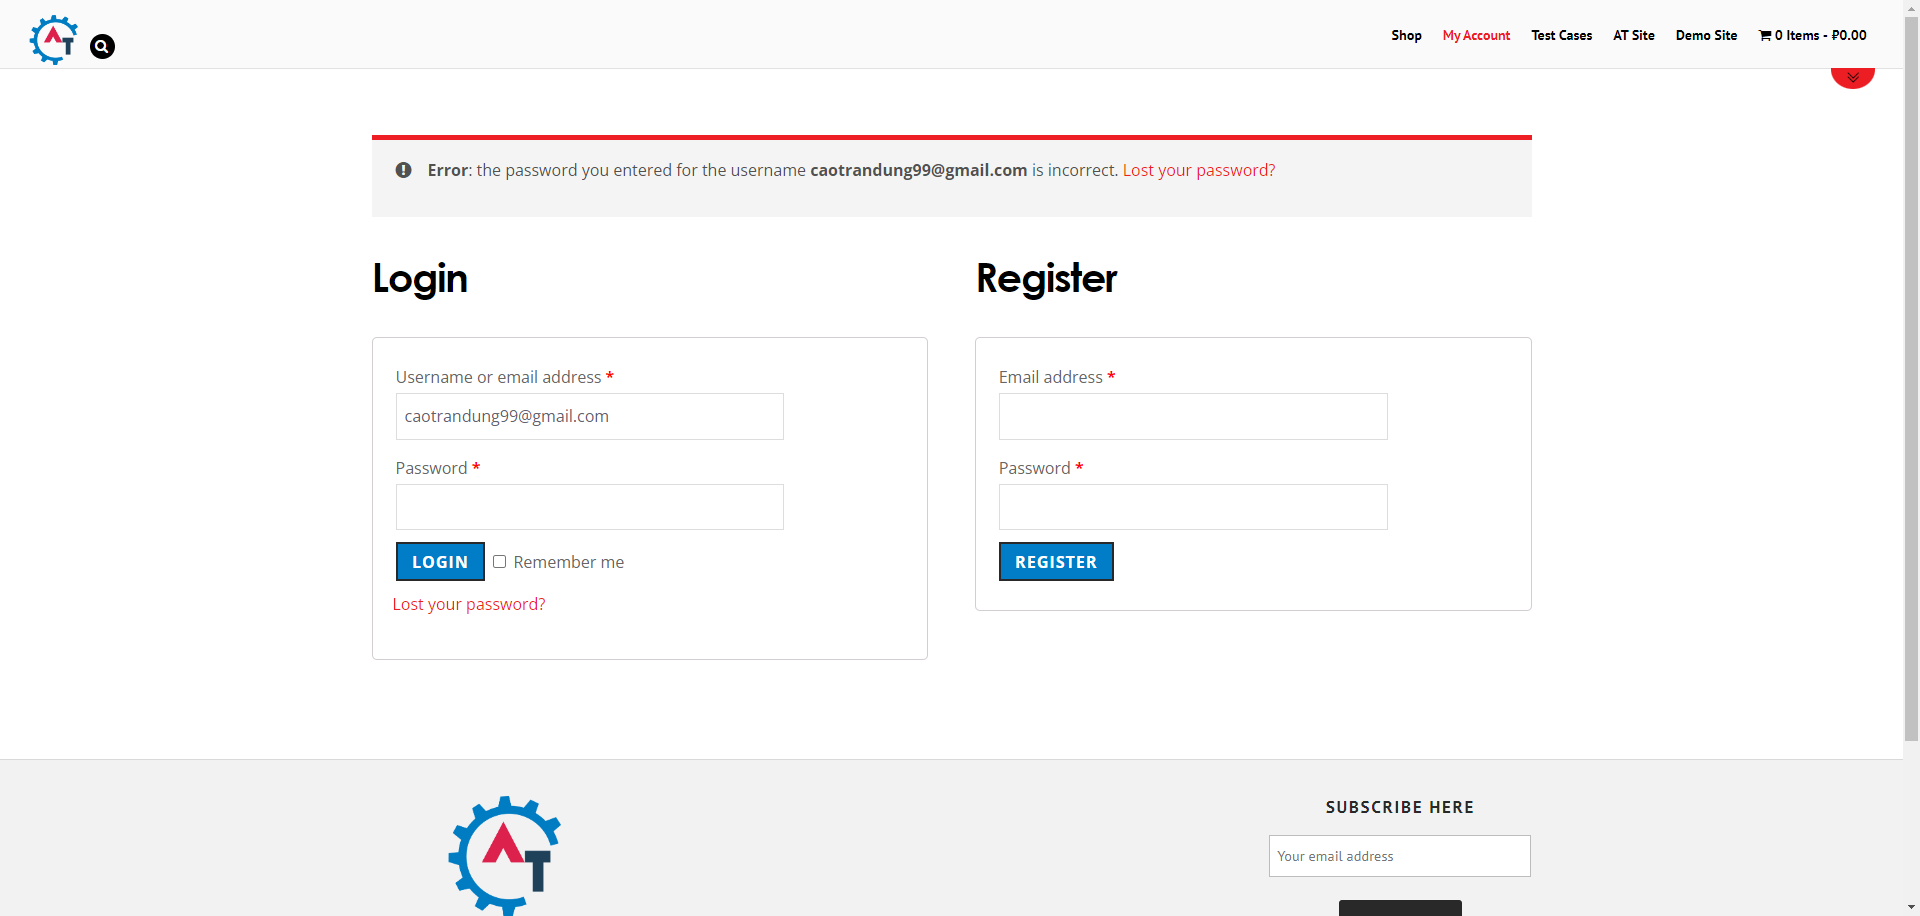 AT
Shop My Account Test Cases AT Site Demo Site 0 Items - ₽0.00
Error: the password you entered for the username caotrandung99@gmail.com is incorrect. Lost your password?
Login
Username or email address *
caotrandung99@gmail.com
Password *
LOGIN Remember me
Lost your password?
Register
Email address *
Password *
REGISTER
AT
SUBSCRIBE HERE
Your email address